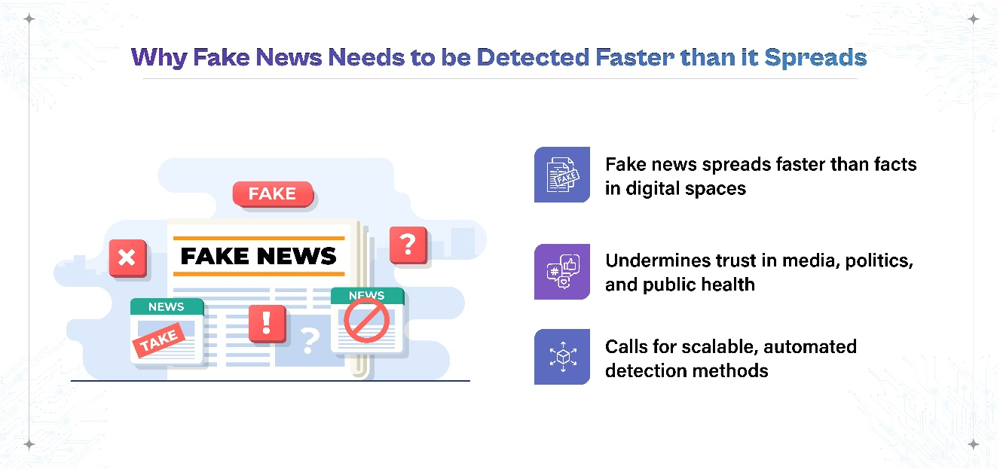 Why Fake News Needs to be Detected Faster than it Spreads
FAKE
FAKE NEWS
?
NEWS
TAKE
!
?
NEWS
FAKE
Fake news spreads faster than facts
in digital spaces
#
Undermines trust in media, politics,
and public health
Calls for scalable, automated
detection methods